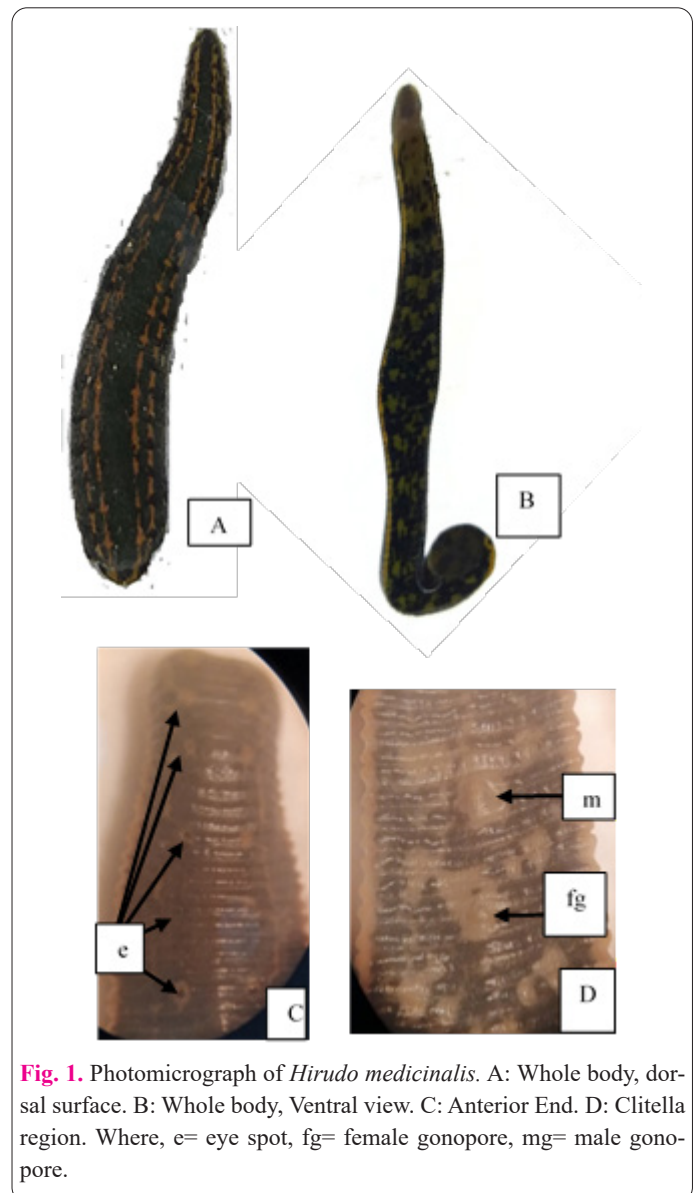 A
B
e
C
m
fg
D
Fig. 1. Photomicrograph of Hirudo medicinalis. A: Whole body, dor-
sal surface. B: Whole body, Ventral view. C: Anterior End. D: Clitella
region. Where, e= eye spot, fg= female gonopore, mg= male gono-
pore.